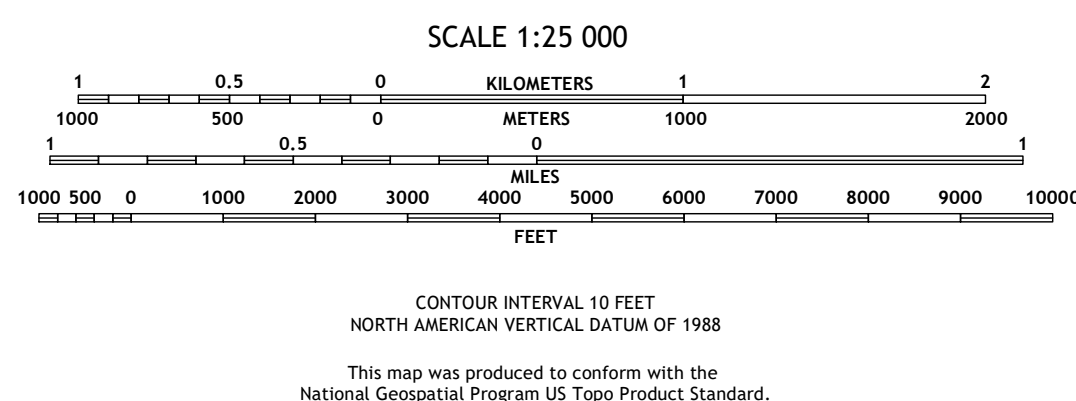 SCALE 1:25 000
1 0.5 0 KILOMETERS 1 2
1000 500 0 METERS 1000 2000
1 0.5 0 1
MILES
1000 500 0 1000 2000 3000 4000 5000 6000 7000 8000 9000 10000
FEET
CONTOUR INTERVAL 10 FEET
NORTH AMERICAN VERTICAL DATUM OF 1988
This map was produced to conform with the
National Geospatial Program US Topo Product Standard.